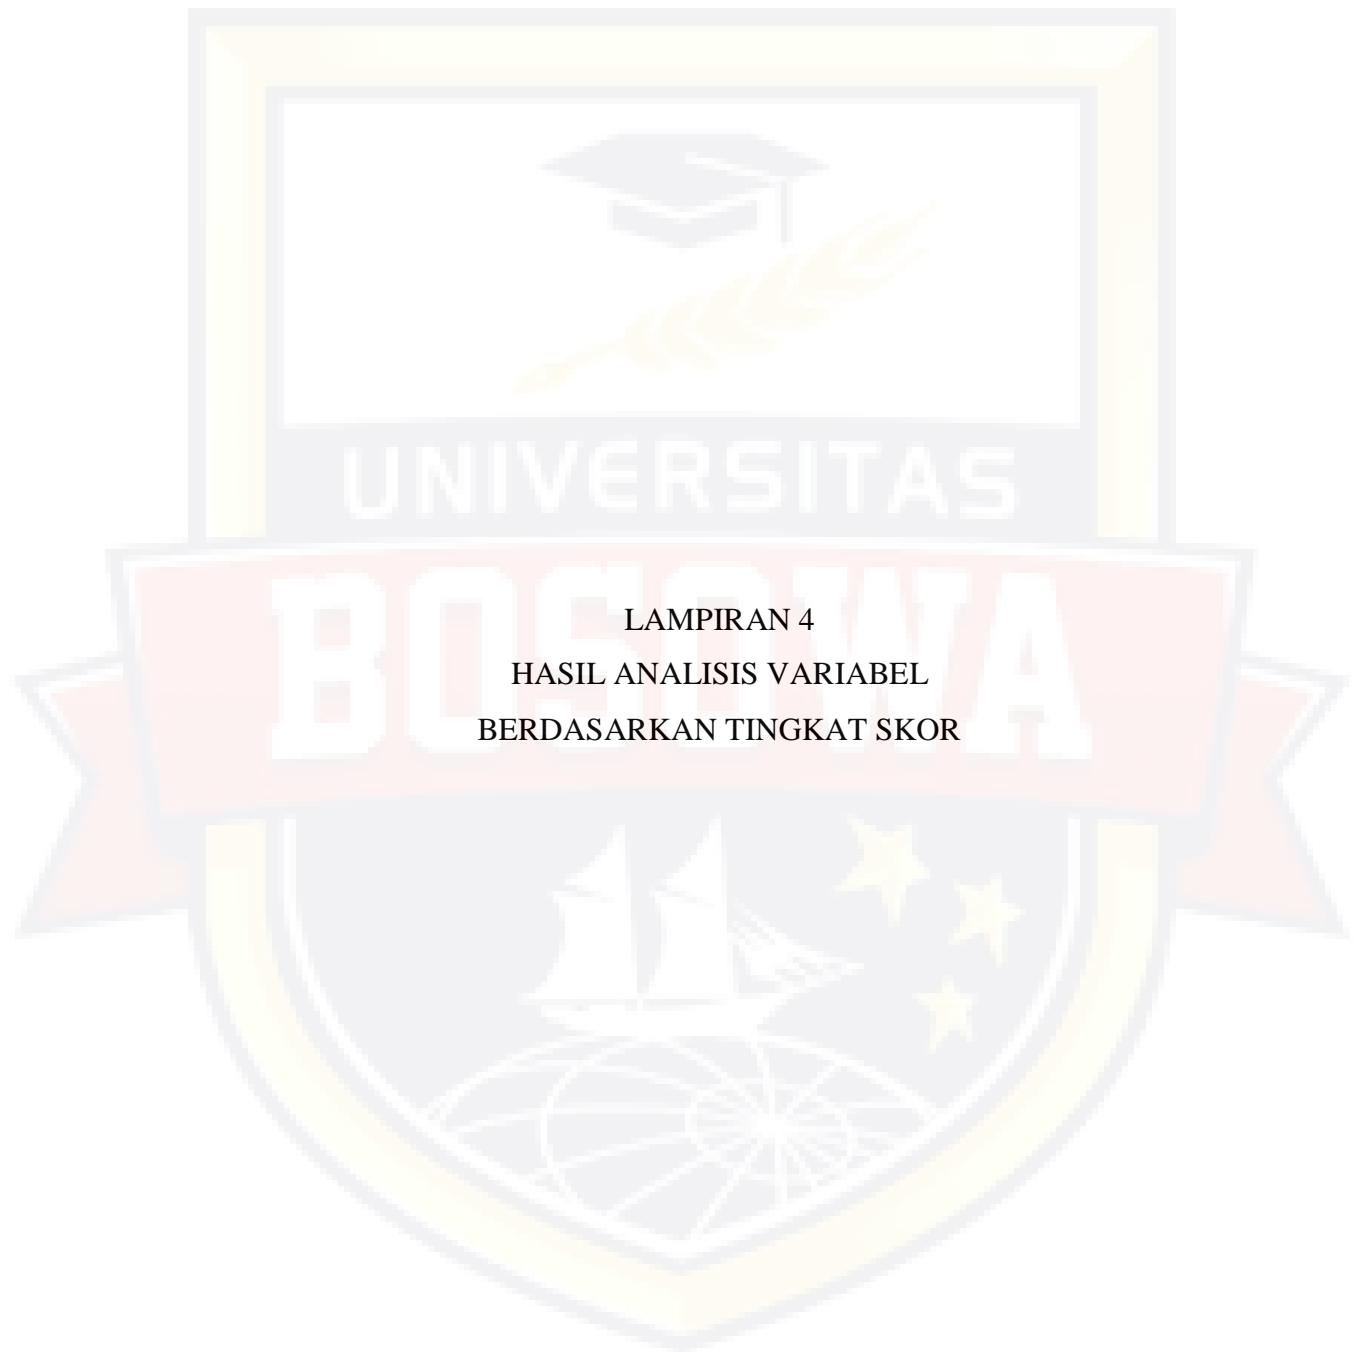 UNIVERSITAS
BOSOWA
LAMPIRAN 4
HASIL ANALISIS VARIABEL
BERDASARKAN TINGKAT SKOR